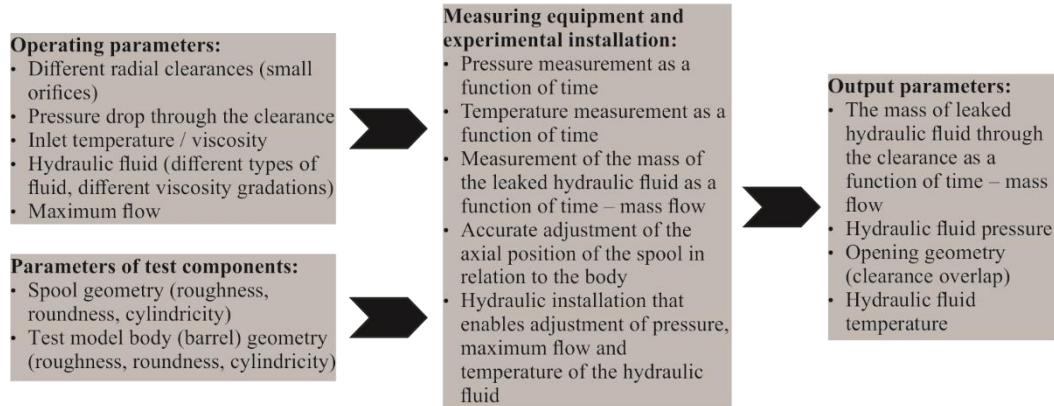 Operating parameters:
• Different radial clearances (small
orifices)
• Pressure drop through the clearance
• Inlet temperature / viscosity
• Hydraulic fluid (different types of
fluid, different viscosity gradations)
• Maximum flow
Parameters of test components:
• Spool geometry (roughness,
roundness, cylindricity)
• Test model body (barrel) geometry
(roughness, roundness, cylindricity)
Measuring equipment and
experimental installation:
• Pressure measurement as a
function of time
• Temperature measurement as a
function of time
• Measurement of the mass of
the leaked hydraulic fluid as a
function of time – mass flow
• Accurate adjustment of the
axial position of the spool in
relation to the body
• Hydraulic installation that
enables adjustment of pressure,
maximum flow and
temperature of the hydraulic
fluid
Output parameters:
• The mass of leaked
hydraulic fluid through
the clearance as a
function of time – mass
flow
• Hydraulic fluid pressure
• Opening geometry
(clearance overlap)
• Hydraulic fluid
temperature